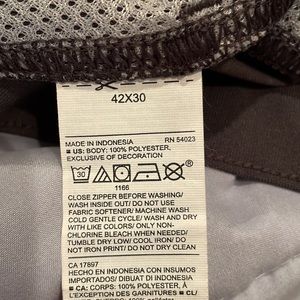 42X30
MADE IN INDONESIA RN 54023
■ US: BODY: 100% POLYESTER,
EXCLUSIVE OF DECORATION
30
1166
CLOSE ZIPPER BEFORE WASHING/
WASH INSIDE OUT/ DO NOT USE
FABRIC SOFTENER/ MACHINE WASH
COLD GENTLE CYCLE/ WASH AND DRY
WITH LIKE COLORS/ ONLY NON-
CHLORINE BLEACH WHEN NEEDED/
TUMBLE DRY LOW/ COOL IRON/ DO
NOT IRON PRINT/ DO NOT DRY CLEAN
CA 17897
HECHO EN INDONESIA CON INSUMOS
IMPORTADOS/ DIBUAT DI INDONESIA
■ CA: CORPS: 100% POLYESTER, À
L'EXCEPTION DES GARNITURES ■ CL/